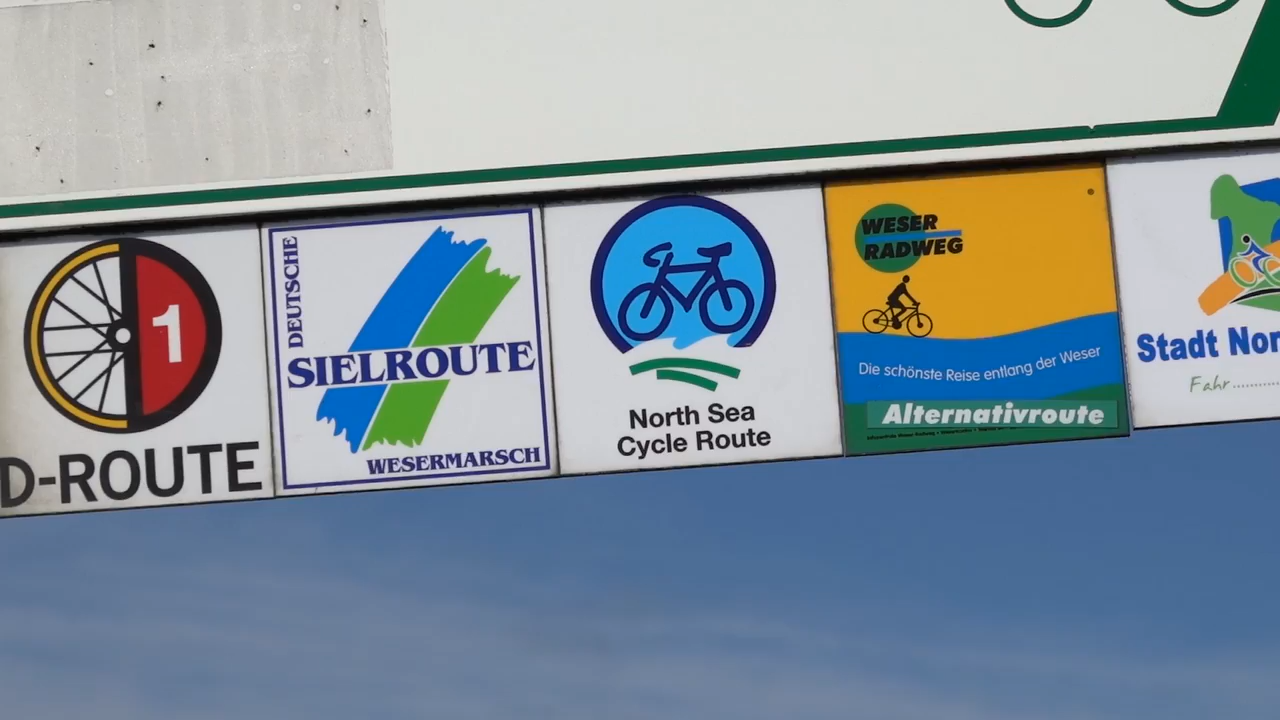 1
D-ROUTE
DEUTSCHE
SIELROUTE
WESERMARSCH
North Sea
Cycle Route
WESER
RADWEG
Die schönste Reise entlang der Weser
Alternativroute
Stadt Nor
Fahr..........